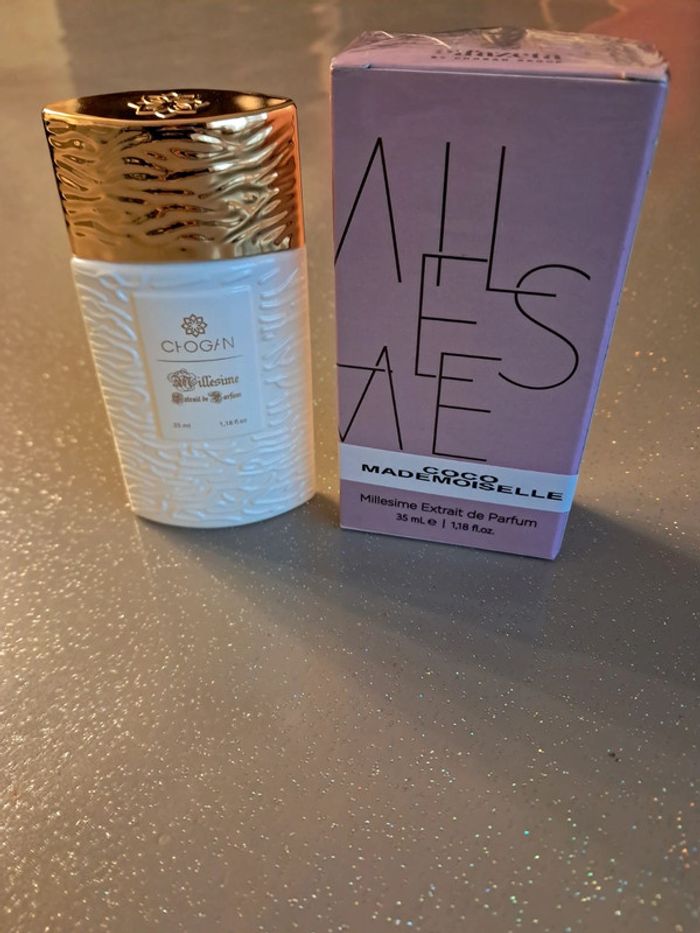 CHOGAN
Millesime
Extrait de Parfum
35 ml 1,18 fl.oz
COCO
MADEMOISELLE
Millesime Extrait de Parfum
35 mL e | 1,18 fl.oz.